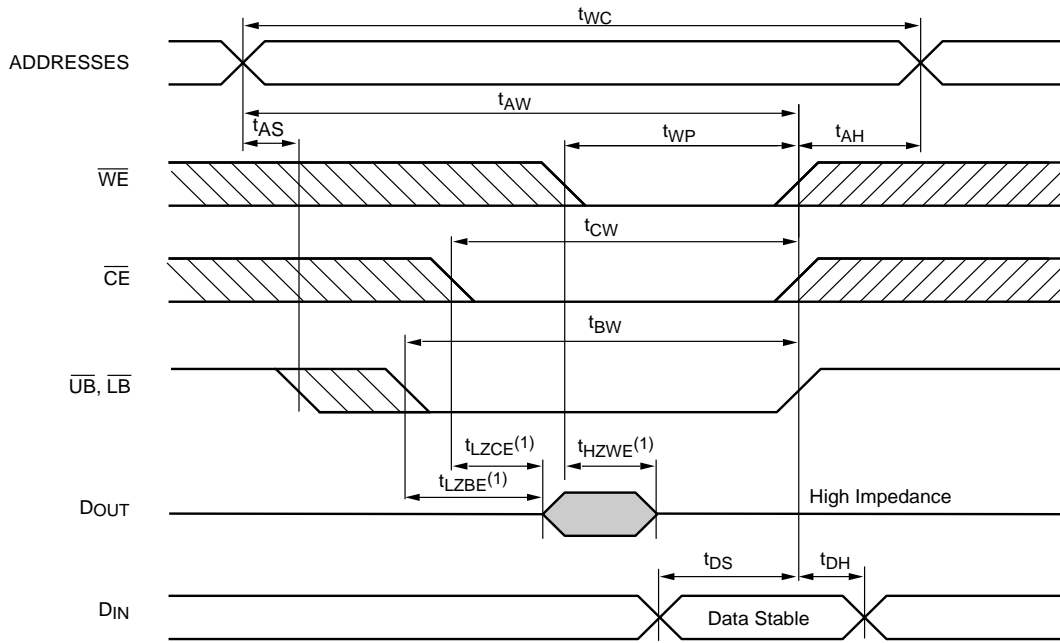 tWC
ADDRESSES
tAW
tAS
tWP
tAH
WE
tCW
CE
tBW
UB, LB
tLZCE(1)
tHZWE(1)
tLZBE(1)
DOUT
High Impedance
tDS
tDH
DIN
Data Stable